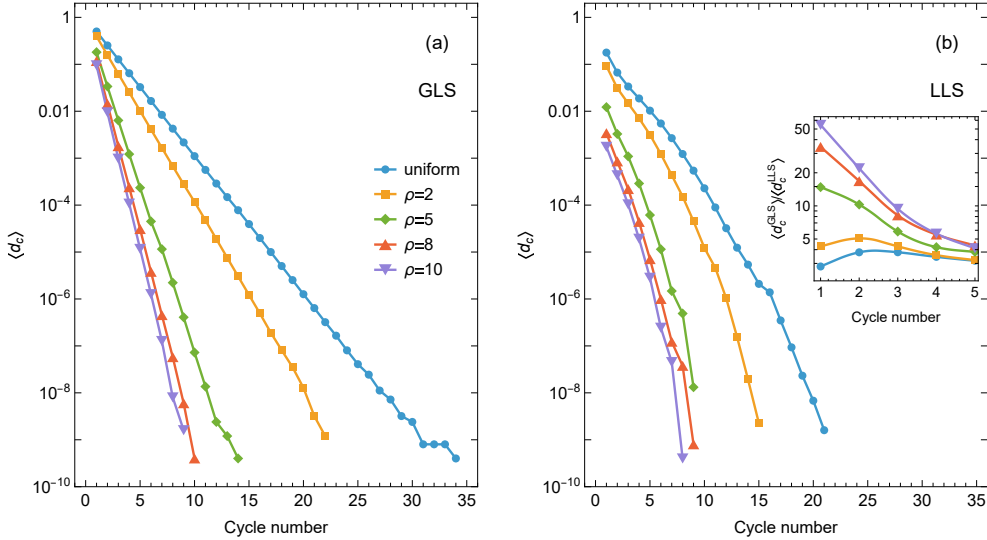 (a)
GLS
1
0.01
10⁻⁴
10⁻⁶
10⁻⁸
10⁻¹⁰
⟨d_c⟩
0 5 10 15 20 25 30 35
Cycle number
uniform
ρ=2
ρ=5
ρ=8
ρ=10
(b)
LLS
1
0.01
10⁻⁴
10⁻⁶
10⁻⁸
10⁻¹⁰
⟨d_c⟩
0 5 10 15 20 25 30 35
Cycle number
50
20
10
5
⟨d_c^GLS⟩/⟨d_c^LLS⟩
1 2 3 4 5
Cycle number